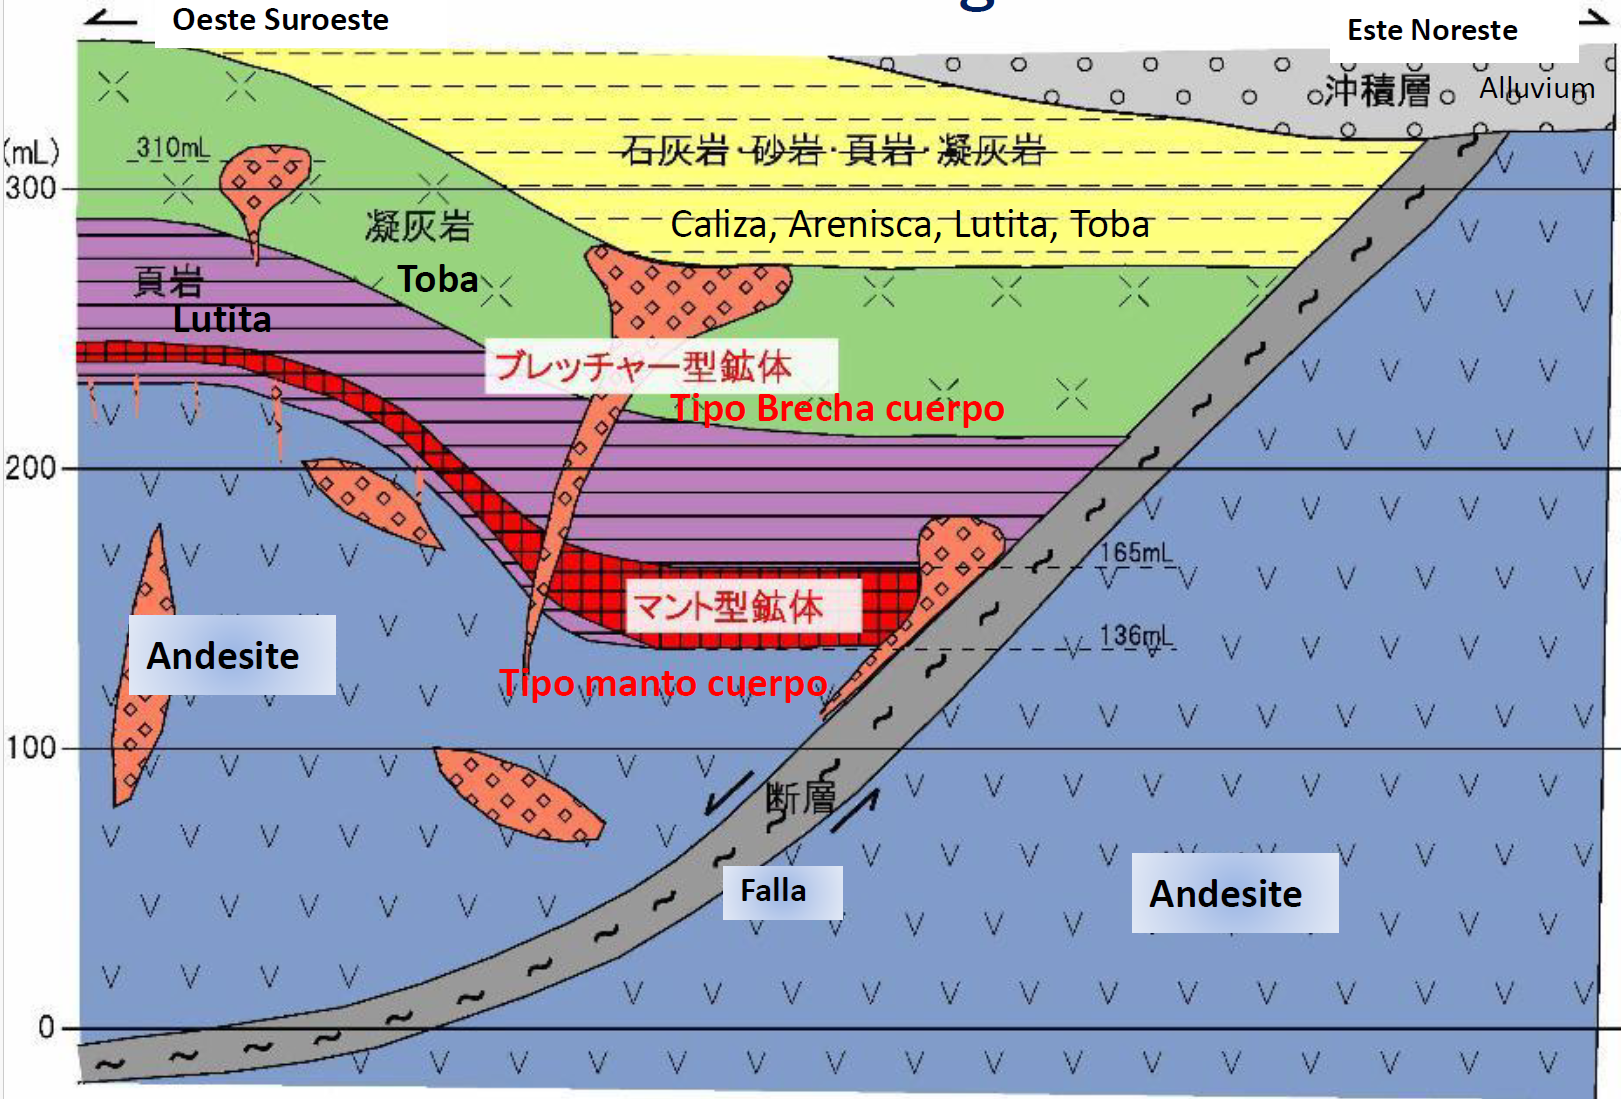 Oeste Suroeste
Este Noreste
沖積層
Alluvium
(mL)
310mL
石灰岩・砂岩・頁岩・凝灰岩
300
凝灰岩
Caliza, Arenisca, Lutita, Toba
頁岩
Toba
Lutita
ブレッチャー型鉱体
Tipo Brecha cuerpo
200
165mL
マント型鉱体
136mL
Andesite
Tipo manto cuerpo
100
断層
Falla
Andesite
0